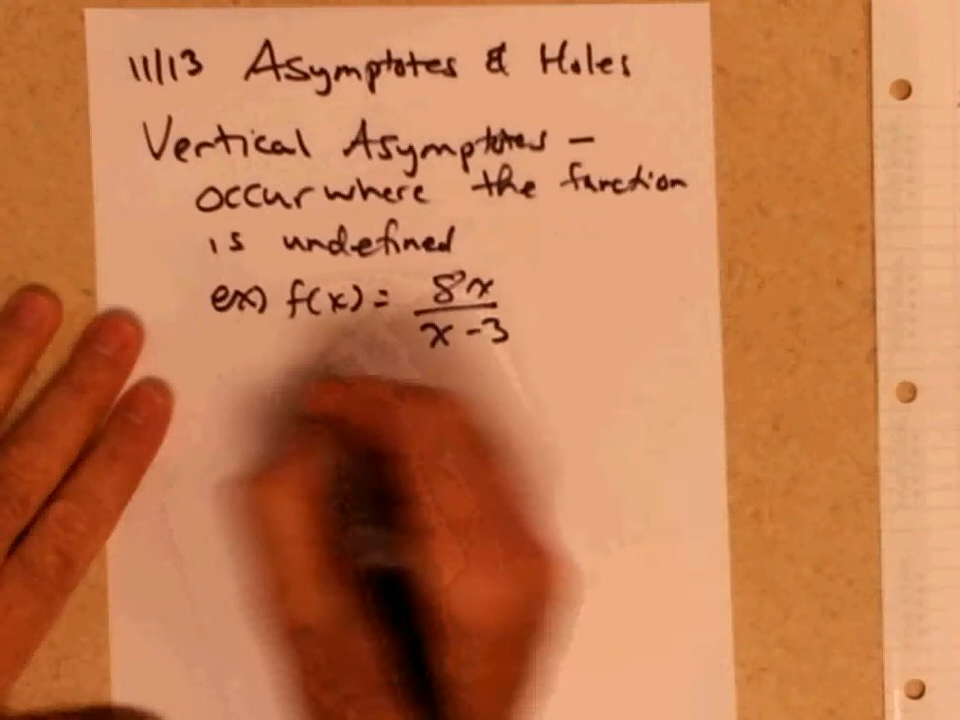 11/13 Asymptotes & Holes
Vertical Asymptotes -
occur where the function
is undefined
ex) f(x) = 8x / x - 3